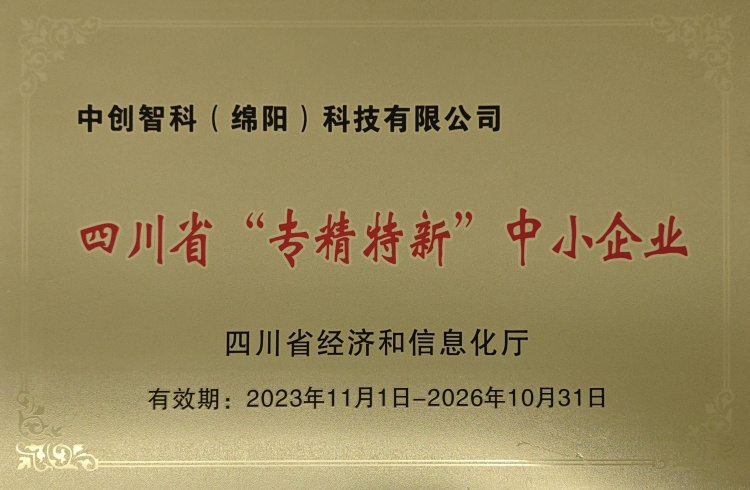 中创智科（绵阳）科技有限公司
四川省“专精特新”中小企业
四川省经济和信息化厅
有效期：2023年11月1日-2026年10月31日